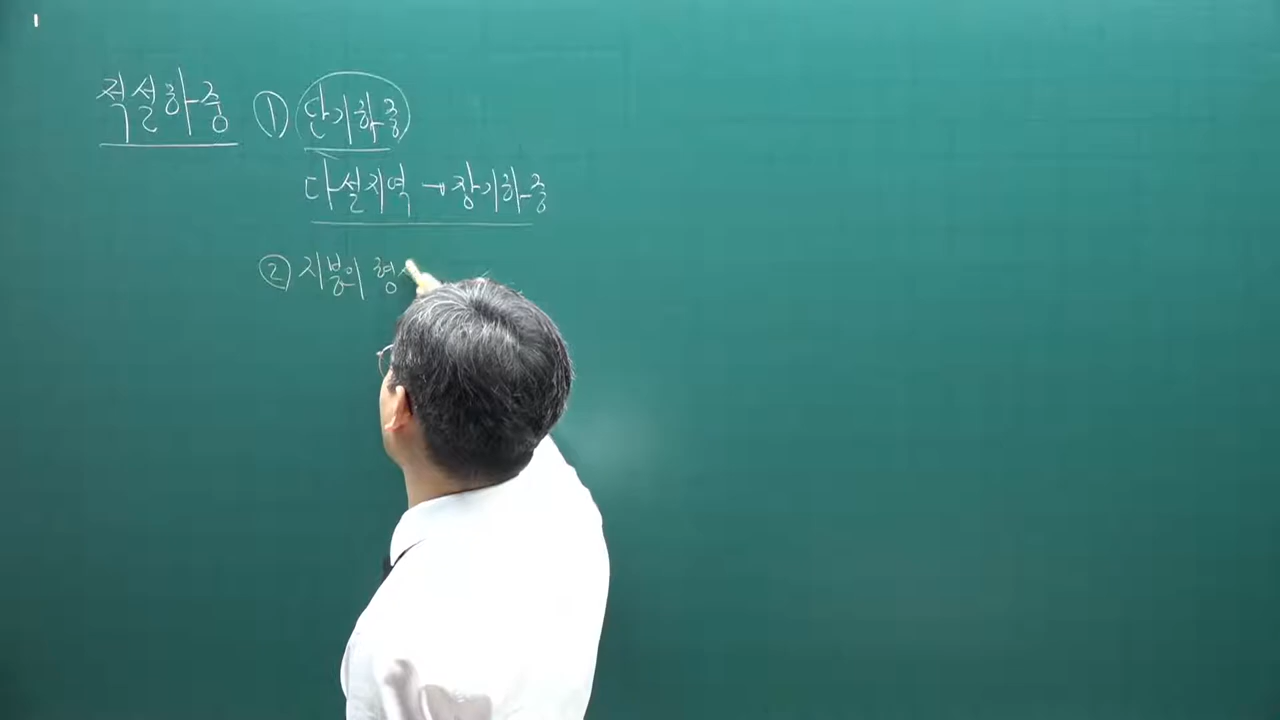 적설하중 ① 단기하중
다설지역 → 장기하중
② 지붕의 형